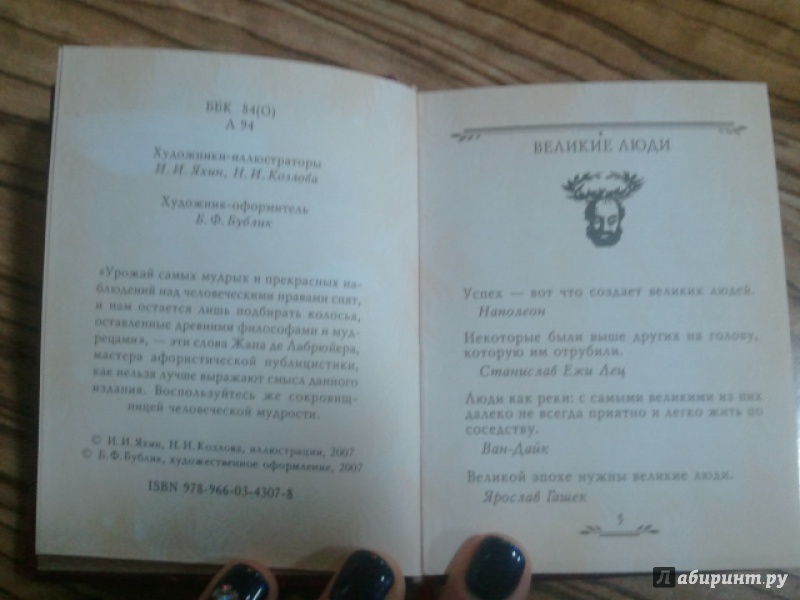 ББК 84(О)
А 94
Художники-иллюстраторы
И. И. Яхин, Н. И. Козлова
Художник-оформитель
Б. Ф. Бублик
«Урожай самых мудрых и прекрасных на-
блюдений над человеческими нравами снят,
и нам остается лишь подбирать колосья,
оставленные древними философами и муд-
рецами», — эти слова Жана де Лабрюйера,
мастера афористической публицистики,
как нельзя лучше выражают смысл данного
издания. Воспользуйтесь же сокровищ-
ницей человеческой мудрости.
© И. И. Яхин, Н. И. Козлова, иллюстрации, 2007
© Б. Ф. Бублик, художественное оформление, 2007
ISBN 978-966-03-4307-8
ВЕЛИКИЕ ЛЮДИ
Успех — вот что создает великих людей.
Наполеон
Некоторые были выше других на голову,
которую им отрубили.
Станислав Ежи Лец
Люди как реки: с самыми великими из них
далеко не всегда приятно и легко жить по
соседству.
Ван-Дайк
Великой эпохе нужны великие люди.
Ярослав Гашек
5
Лабиринт.ру